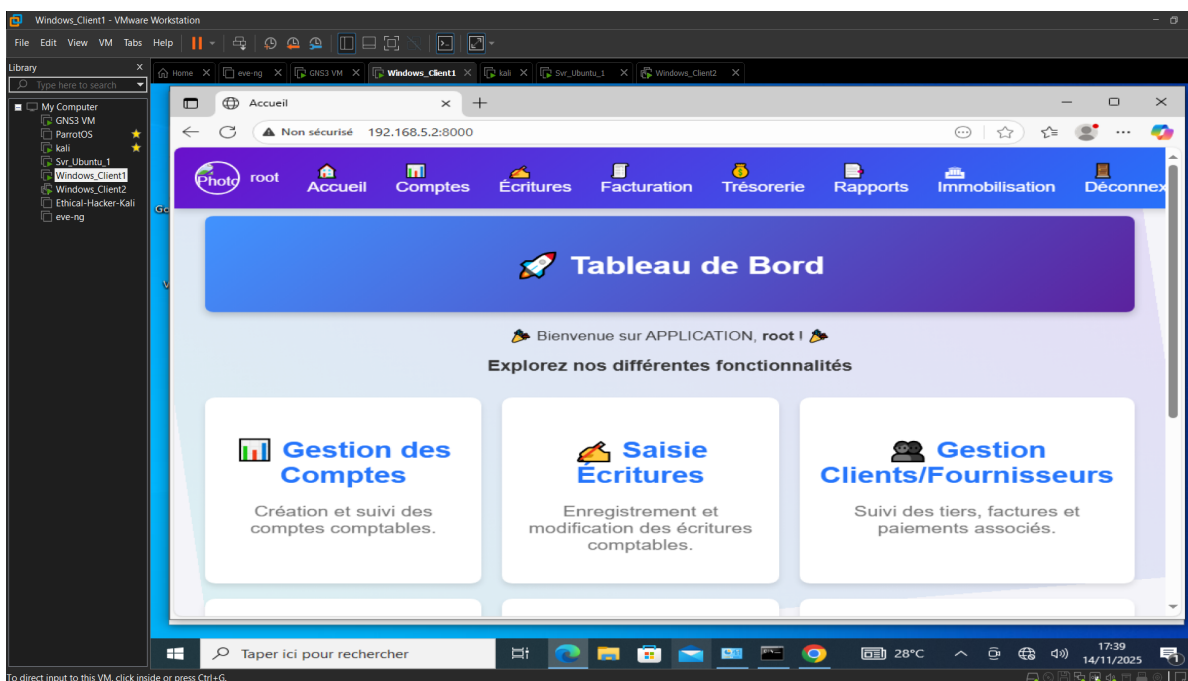 Windows_Client1 - VMware Workstation
File Edit View VM Tabs Help
Library
Type here to search
My Computer
GNS3 VM
ParrotOS
kali
Svr_Ubuntu_1
Windows_Client1
Windows_Client2
Ethical-Hacker-Kali
eve-ng
Home eve-ng GNS3 VM Windows_Client1 kali Svr_Ubuntu_1 Windows_Client2
Accueil
Non sécurisé 192.168.5.2:8000
Photo root Accueil Comptes Écritures Facturation Trésorerie Rapports Immobilisation Déconnex
Tableau de Bord
Bienvenue sur APPLICATION, root !
Explorez nos différentes fonctionnalités
Gestion des
Comptes
Création et suivi des
comptes comptables.
Saisie
Écritures
Enregistrement et
modification des écritures
comptables.
Gestion
Clients/Fournisseurs
Suivi des tiers, factures et
paiements associés.
Go
V
Taper ici pour rechercher
28°C
17:39
14/11/2025
To direct input to this VM, click inside or press Ctrl+G.